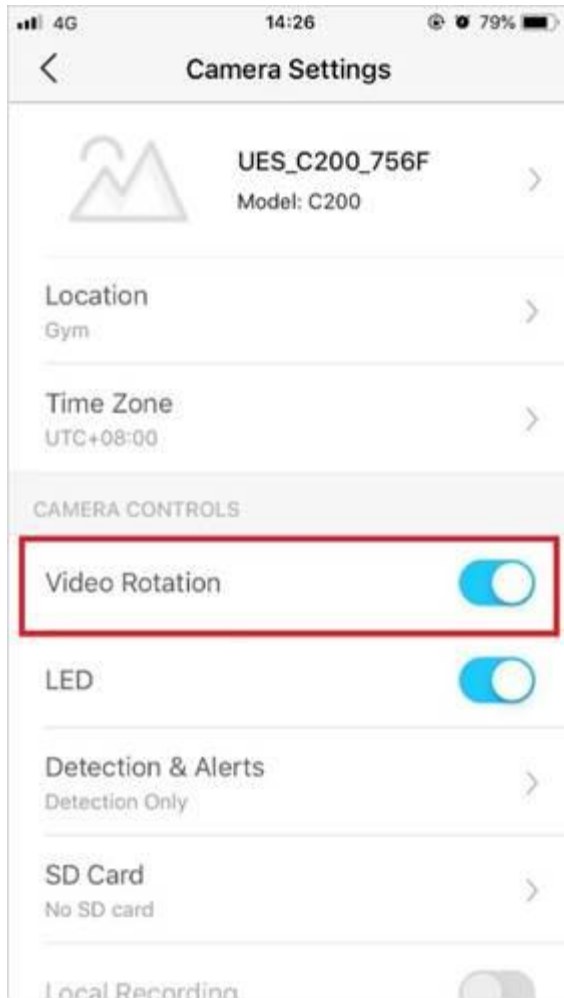 4G 14:26 79%
Camera Settings
UES_C200_756F
Model: C200
Location
Gym
Time Zone
UTC+08:00
CAMERA CONTROLS
Video Rotation
LED
Detection & Alerts
Detection Only
SD Card
No SD card
Local Recording